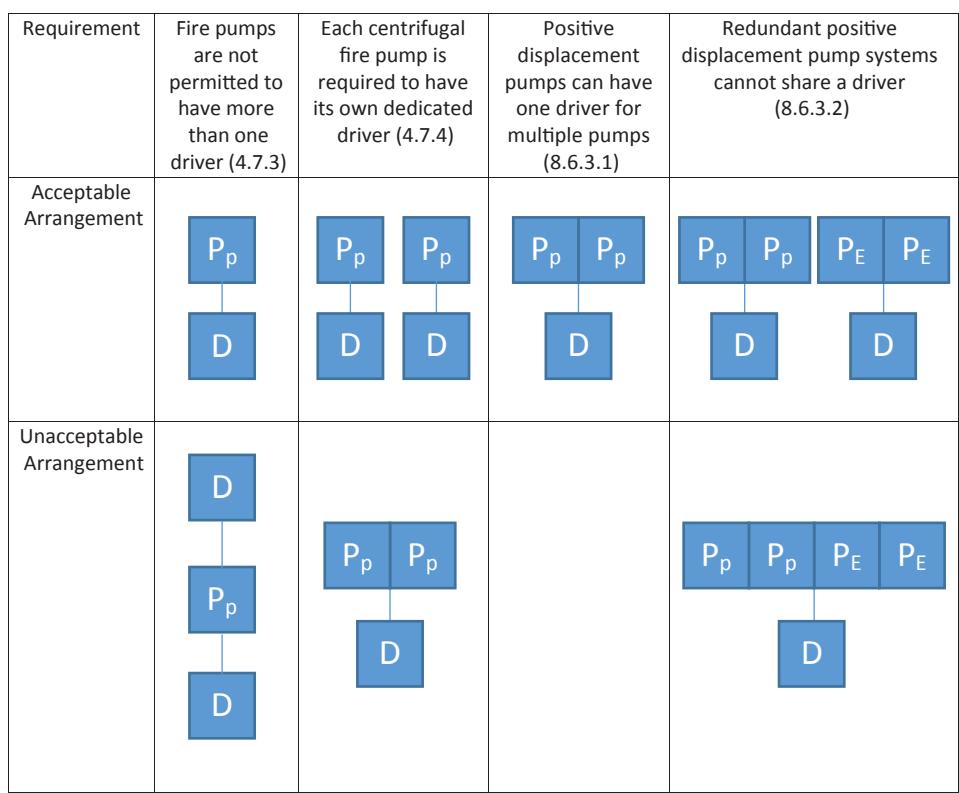 Requirement
Fire pumps
are not
permitted to
have more
than one
driver (4.7.3)
Each centrifugal
fire pump is
required to have
its own dedicated
driver (4.7.4)
Positive
displacement
pumps can have
one driver for
multiple pumps
(8.6.3.1)
Redundant positive
displacement pump systems
cannot share a driver
(8.6.3.2)
Acceptable
Arrangement
Pp
D
Pp Pp
D D
Pp Pp
D
Pp Pp PE PE
D D
Unacceptable
Arrangement
D
Pp
D
Pp Pp
D
Pp Pp PE PE
D